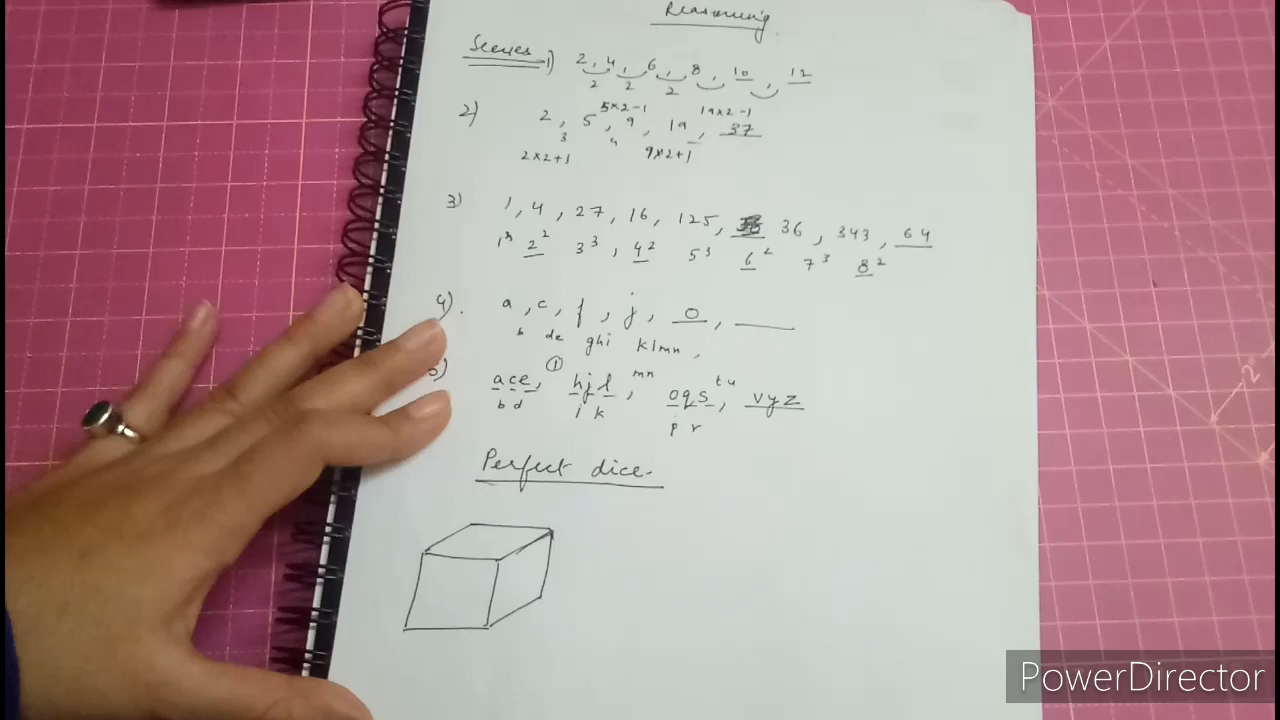 Reasoning
Series 1) 2, 4, 6, 8, 10, 12
2 2 2
5×2-1 19×2-1
2) 2, 5, 9, 19, 37
3 4
2×2+1 9×2+1
3) 1, 4, 27, 16, 125, 36, 343, 64
1³ 2² 3³, 4² 5³ 6² 7³ 8²
4). a, c, f, j, o, ____
b de ghi klmn,
5) ace, ① hjl, mn oqs, tu vyz
b d i k p r
Perfect dice.
2
PowerDirector